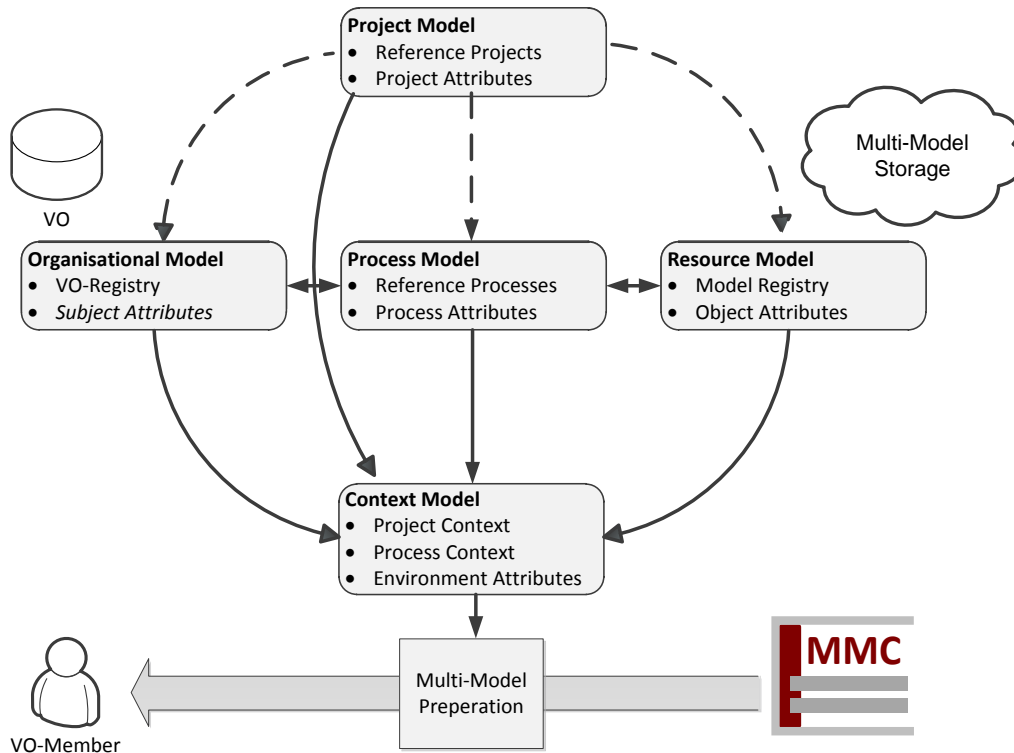 Project Model
• Reference Projects
• Project Attributes
VO
Multi-Model
Storage
Organisational Model
• VO-Registry
• Subject Attributes
Process Model
• Reference Processes
• Process Attributes
Resource Model
• Model Registry
• Object Attributes
Context Model
• Project Context
• Process Context
• Environment Attributes
Multi-Model
Preperation
MMC
VO-Member